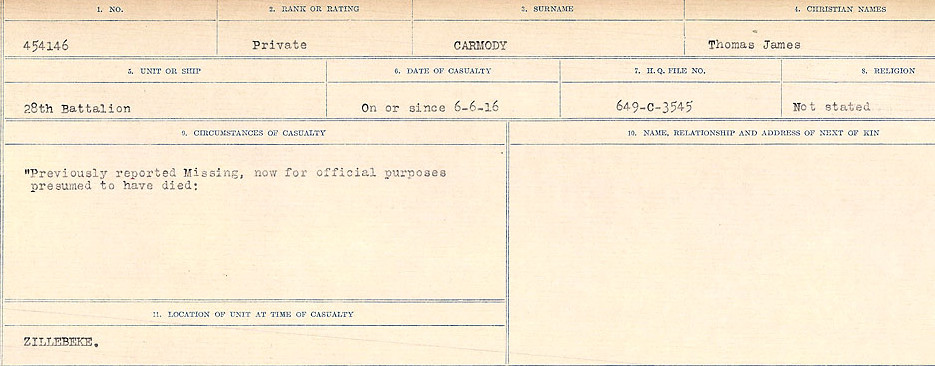 1. NO.
2. RANK OR RATING
3. SURNAME
4. CHRISTIAN NAMES
454146
Private
CARMODY
Thomas James
5. UNIT OR SHIP
6. DATE OF CASUALTY
7. H.Q. FILE NO.
8. RELIGION
28th Battalion
On or since 6-6-16
649-C-3545
Not stated
9. CIRCUMSTANCES OF CASUALTY
10. NAME, RELATIONSHIP AND ADDRESS OF NEXT OF KIN
"Previously reported Missing, now for official purposes
presumed to have died:
11. LOCATION OF UNIT AT TIME OF CASUALTY
ZILLEBEKE.